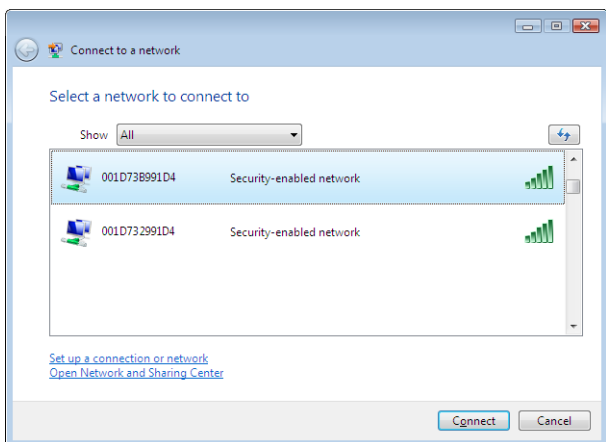 Connect to a network
Select a network to connect to
Show All
001D73B991D4 Security-enabled network
001D732991D4 Security-enabled network
Set up a connection or network
Open Network and Sharing Center
Connect Cancel